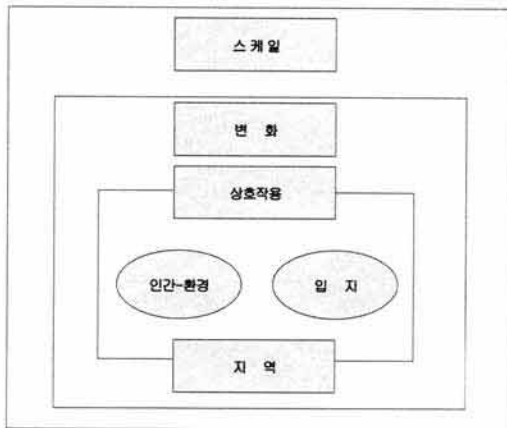 스케일
변 화
상호작용
인간-환경
입 지
지 역